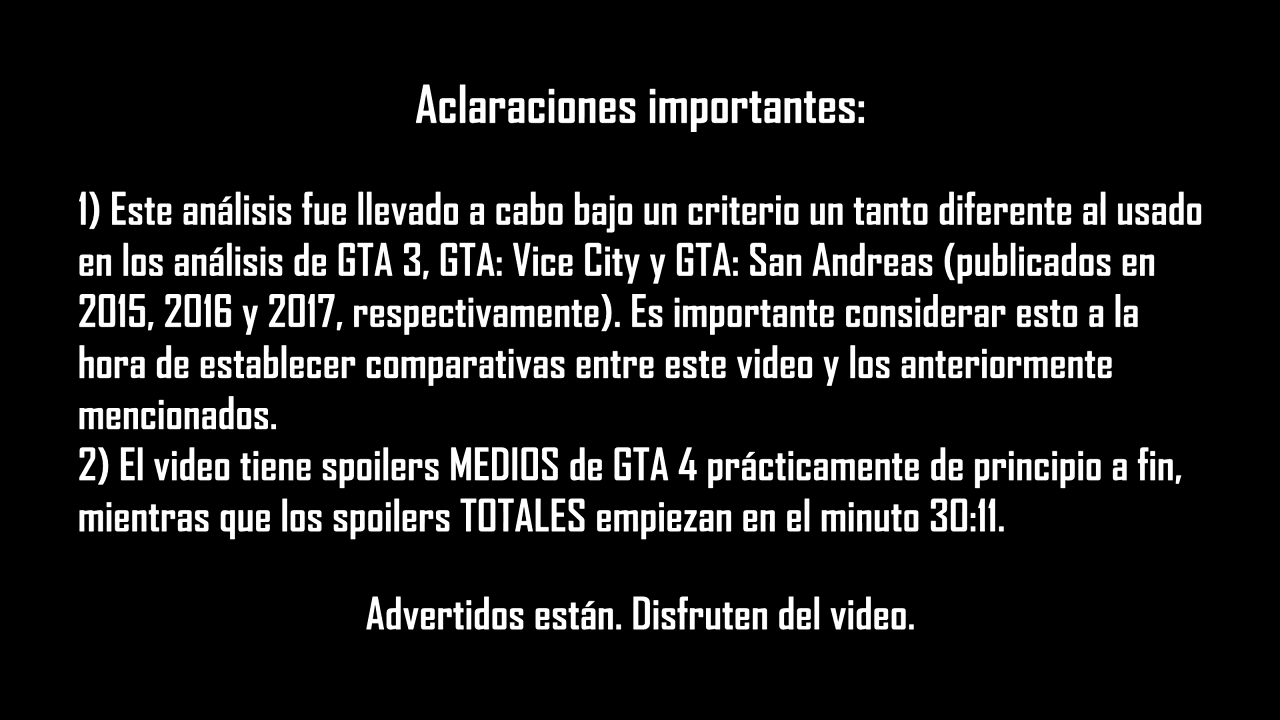 Aclaraciones importantes:
1) Este análisis fue llevado a cabo bajo un criterio un tanto diferente al usado
en los análisis de GTA 3, GTA: Vice City y GTA: San Andreas (publicados en
2015, 2016 y 2017, respectivamente). Es importante considerar esto a la
hora de establecer comparativas entre este video y los anteriormente
mencionados.
2) El video tiene spoilers MEDIOS de GTA 4 prácticamente de principio a fin,
mientras que los spoilers TOTALES empiezan en el minuto 30:11.
Advertidos están. Disfruten del video.